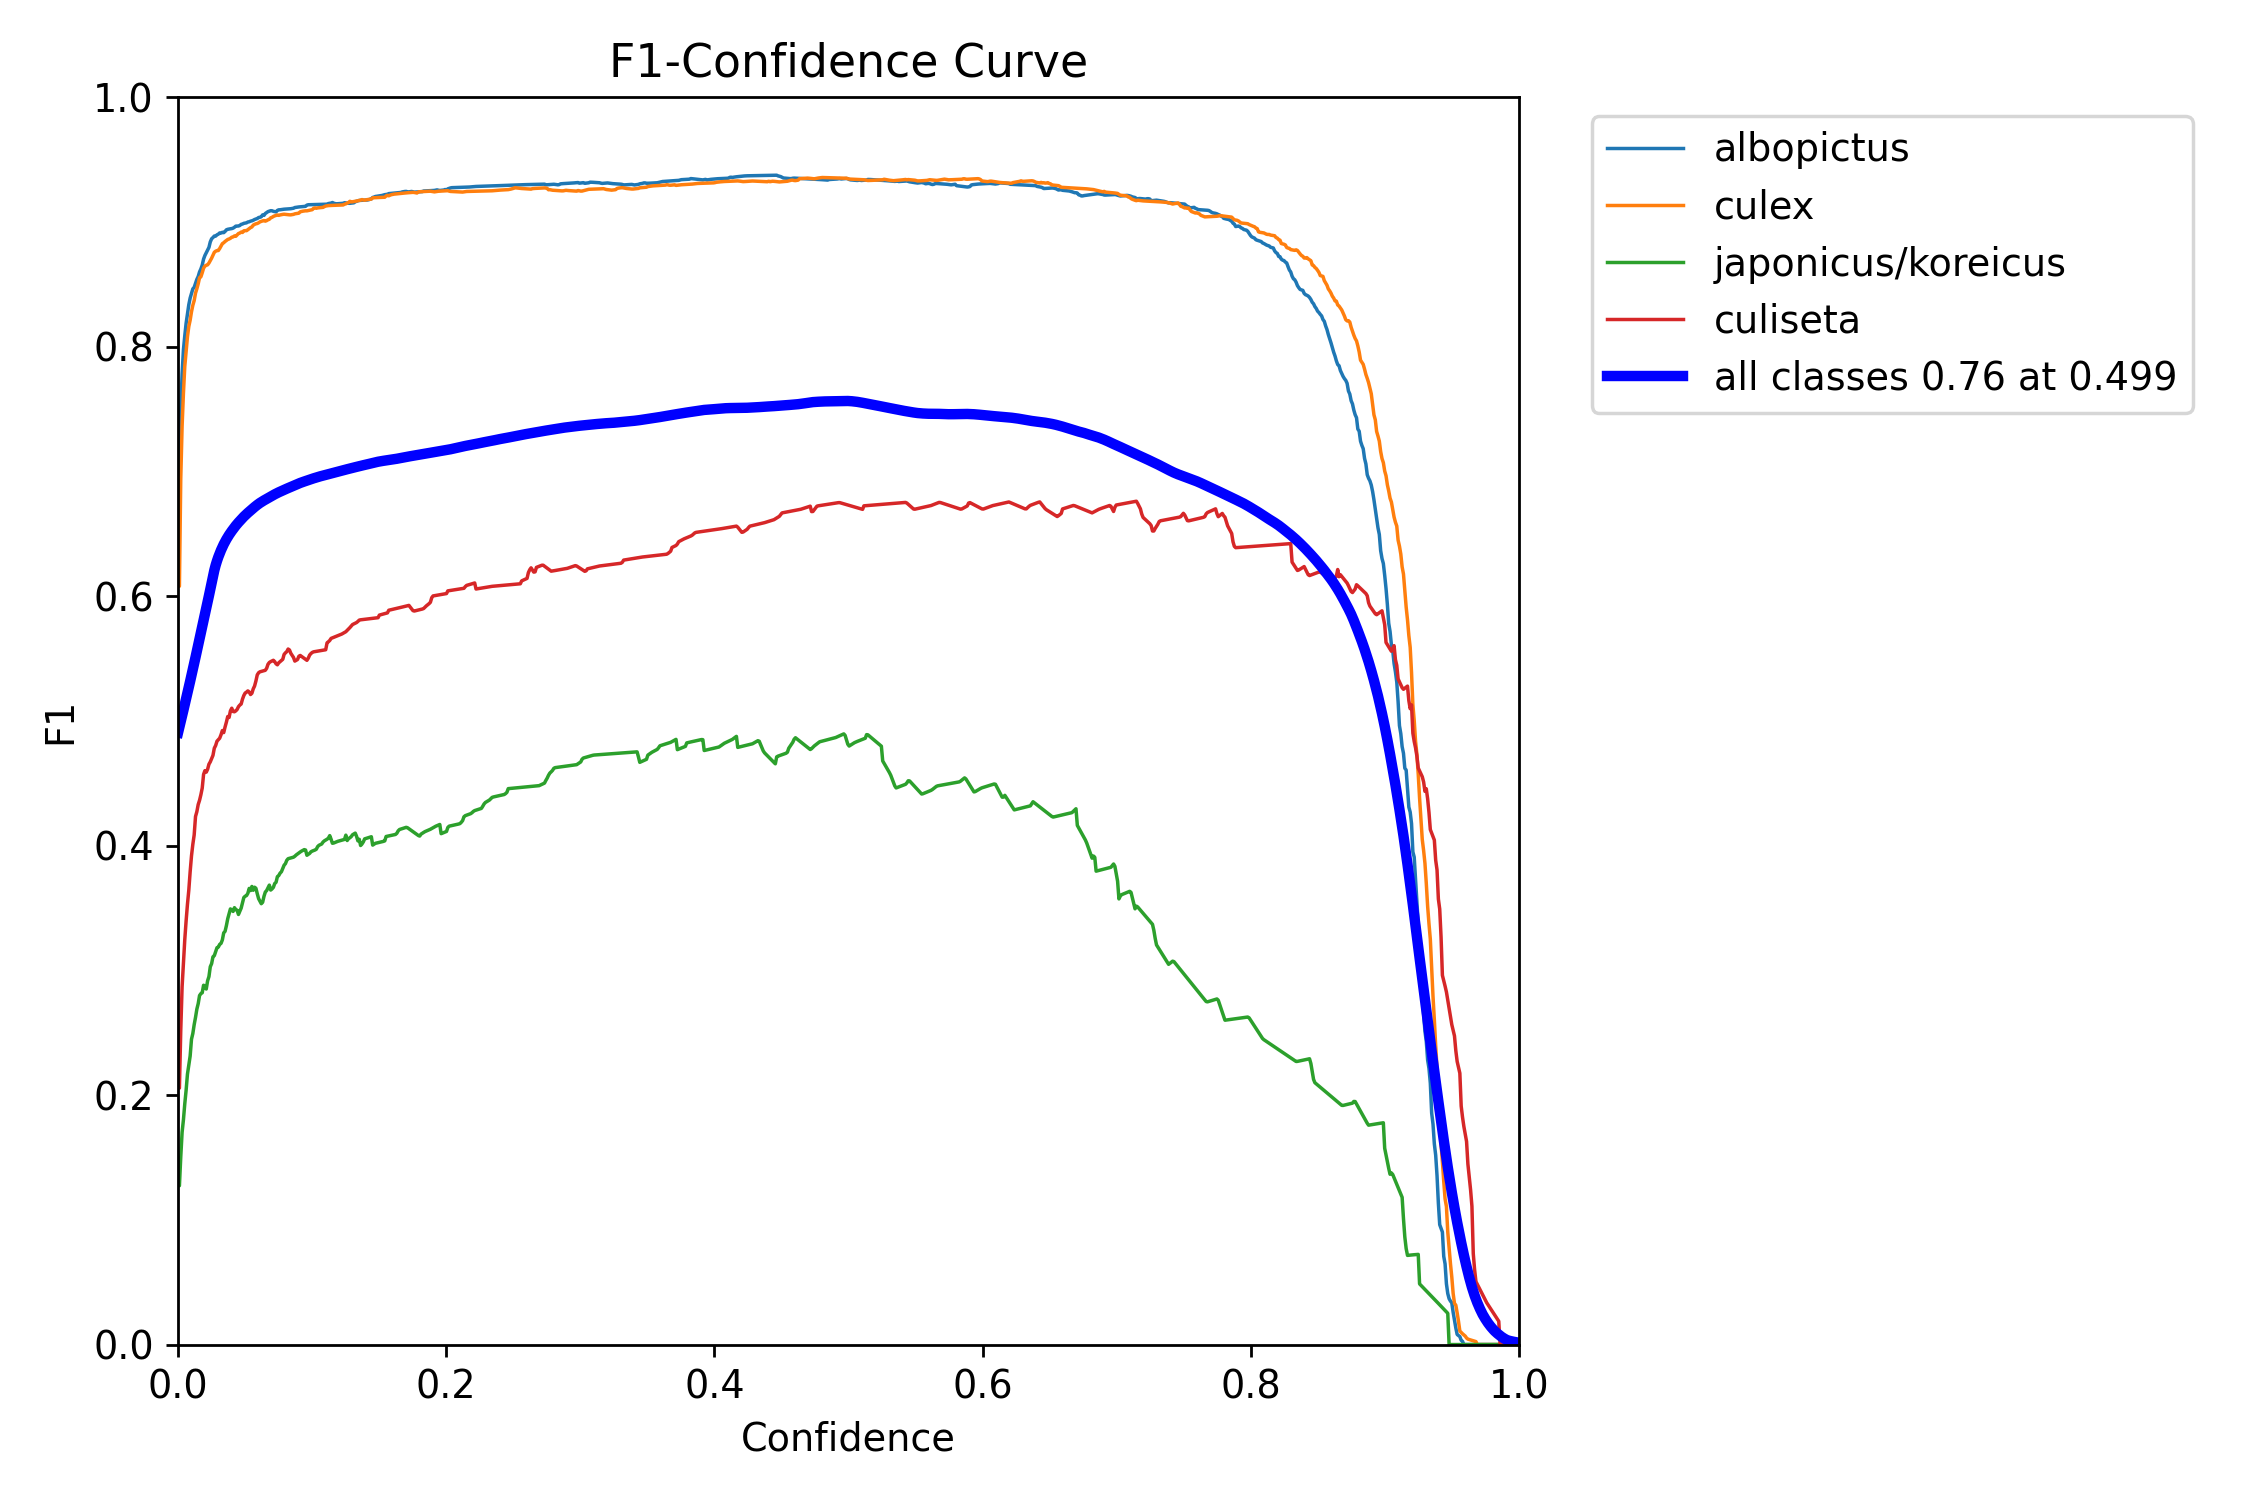 F1-Confidence Curve
1.0
0.8
0.6
0.4
0.2
0.0
F1
0.0 0.2 0.4 0.6 0.8 1.0
Confidence
albopictus
culex
japonicus/koreicus
culiseta
all classes 0.76 at 0.499